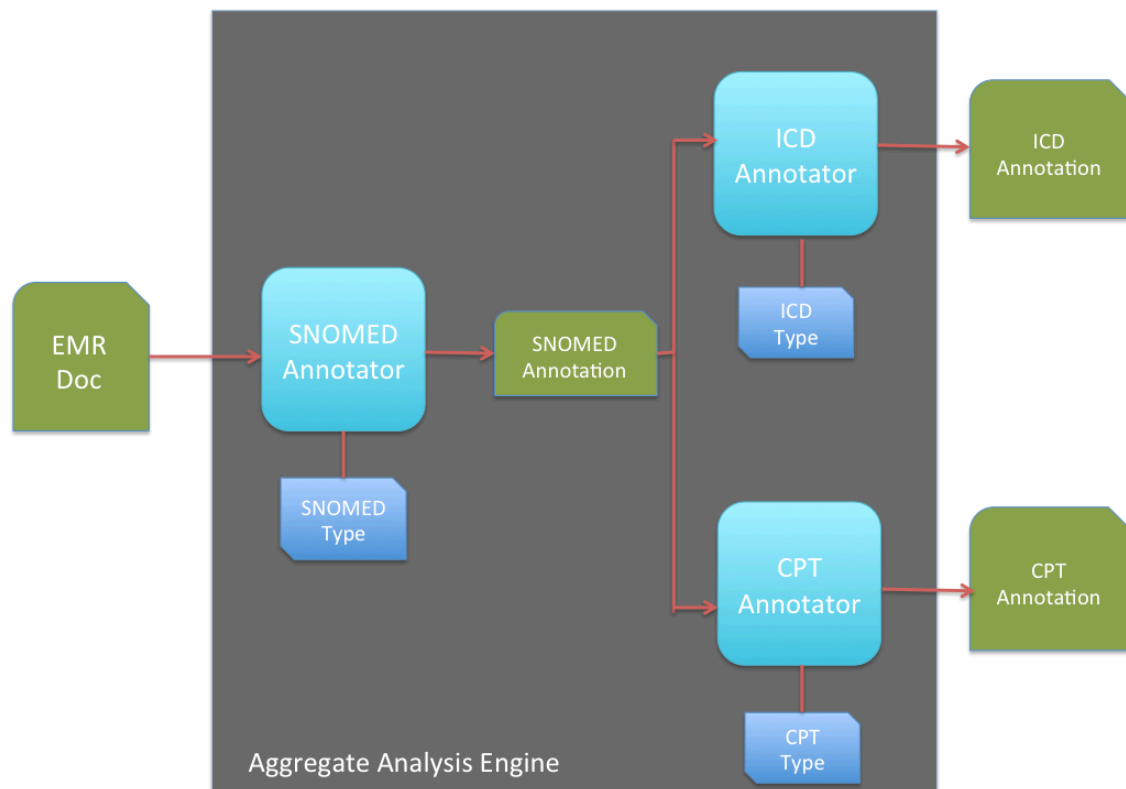 EMR
Doc
SNOMED
Annotator
SNOMED
Type
SNOMED
Annotation
ICD
Annotator
ICD
Type
ICD
Annotation
CPT
Annotator
CPT
Type
CPT
Annotation
Aggregate Analysis Engine